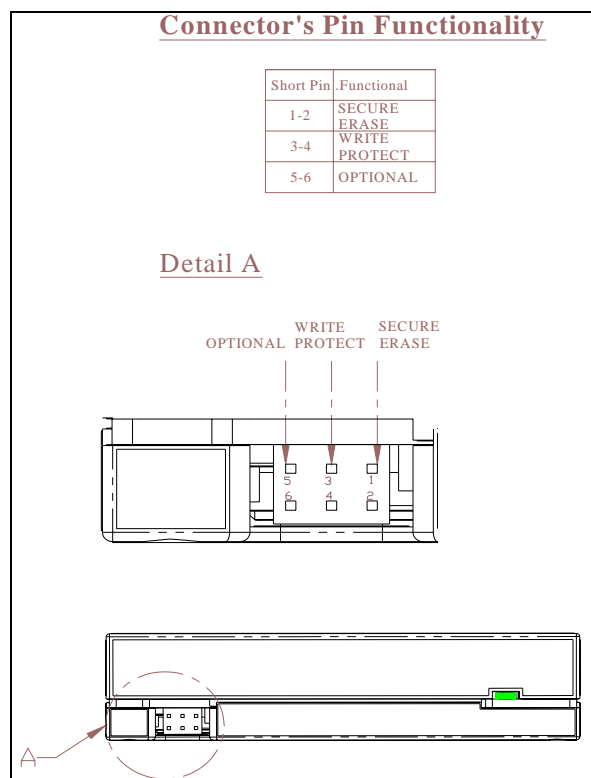 Connector's Pin Functionality
Short Pin .Functional
1-2 SECURE
ERASE
3-4 WRITE
PROTECT
5-6 OPTIONAL
Detail A
OPTIONAL WRITE PROTECT SECURE ERASE
5 3 1
6 4 2
A